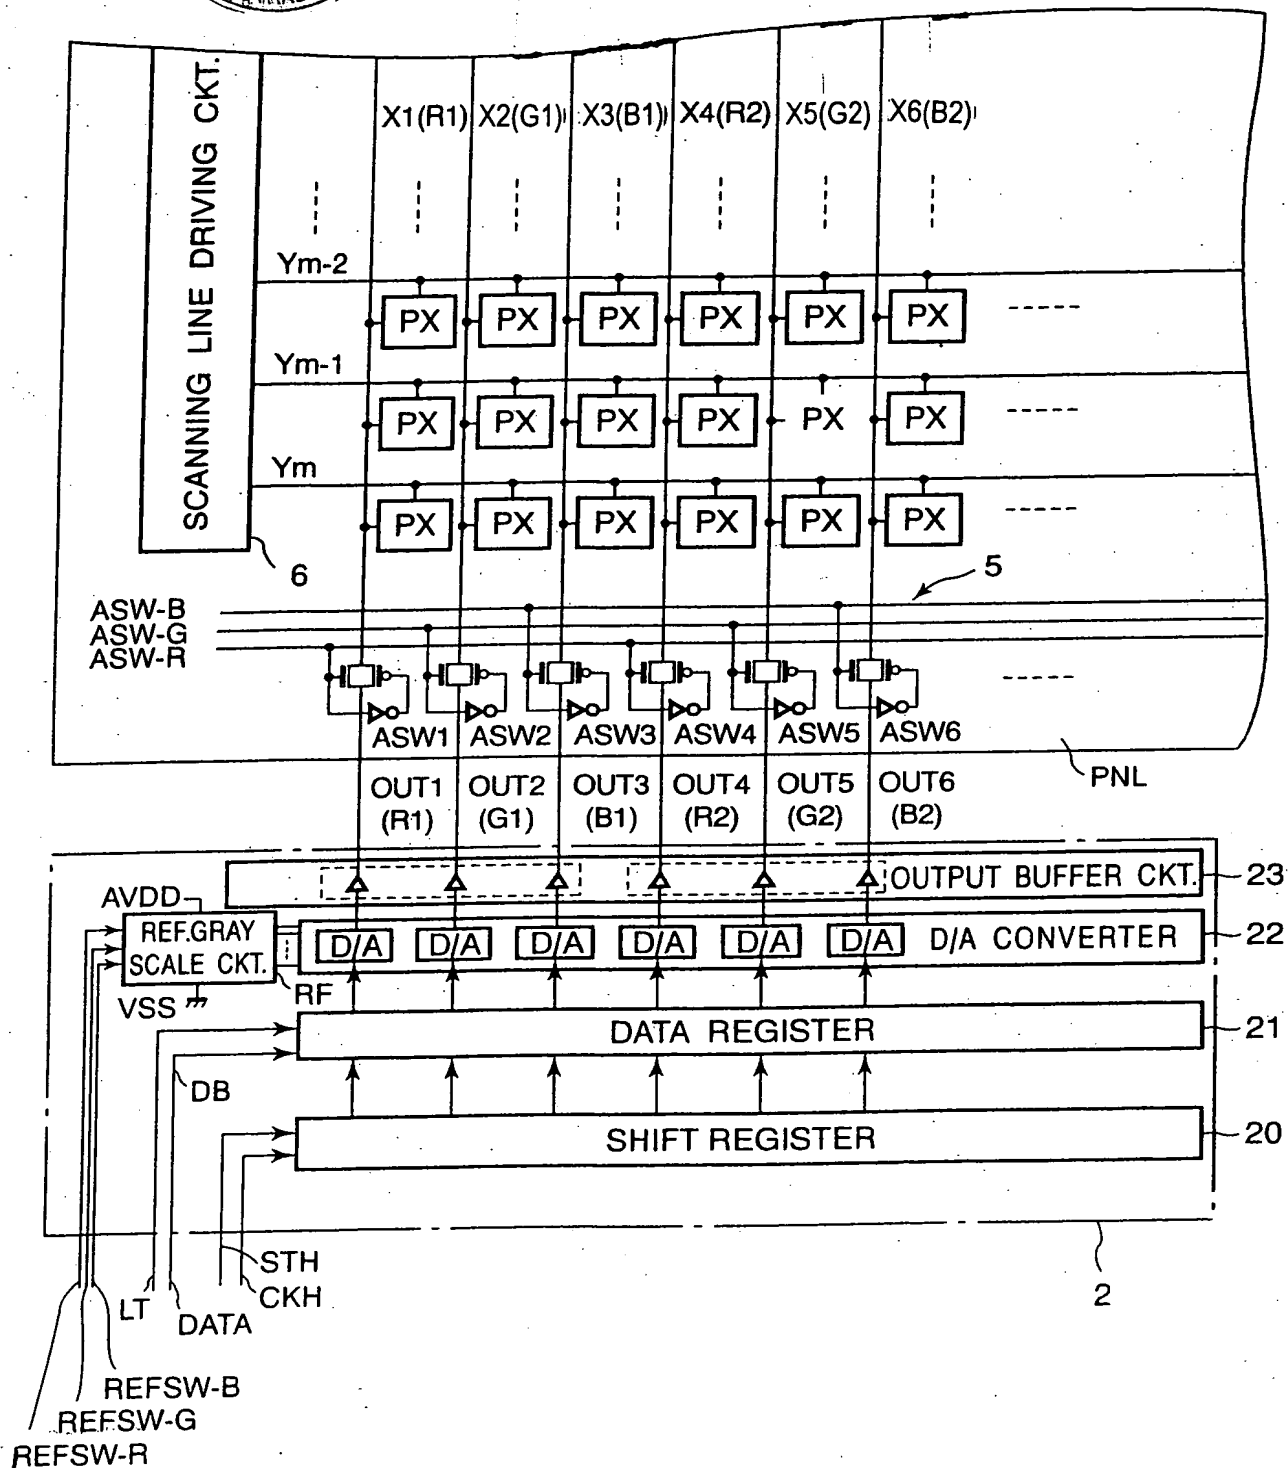 SCANNING LINE DRIVING CKT.
X1(R1) X2(G1) X3(B1) X4(R2) X5(G2) X6(B2)
Ym-2
PX PX PX PX PX PX
Ym-1
PX PX PX PX PX PX
Ym
PX PX PX PX PX PX
6
5
ASW-B
ASW-G
ASW-R
ASW1 ASW2 ASW3 ASW4 ASW5 ASW6
PNL
OUT1 OUT2 OUT3 OUT4 OUT5 OUT6
(R1) (G1) (B1) (R2) (G2) (B2)
OUTPUT BUFFER CKT. 23
AVDD
REF.GRAY
SCALE CKT.
D/A D/A D/A D/A D/A D/A D/A CONVERTER 22
VSS
RF
DATA REGISTER 21
DB
SHIFT REGISTER 20
STH
CKH
2
LT
DATA
REFSW-B
REFSW-G
REFSW-R